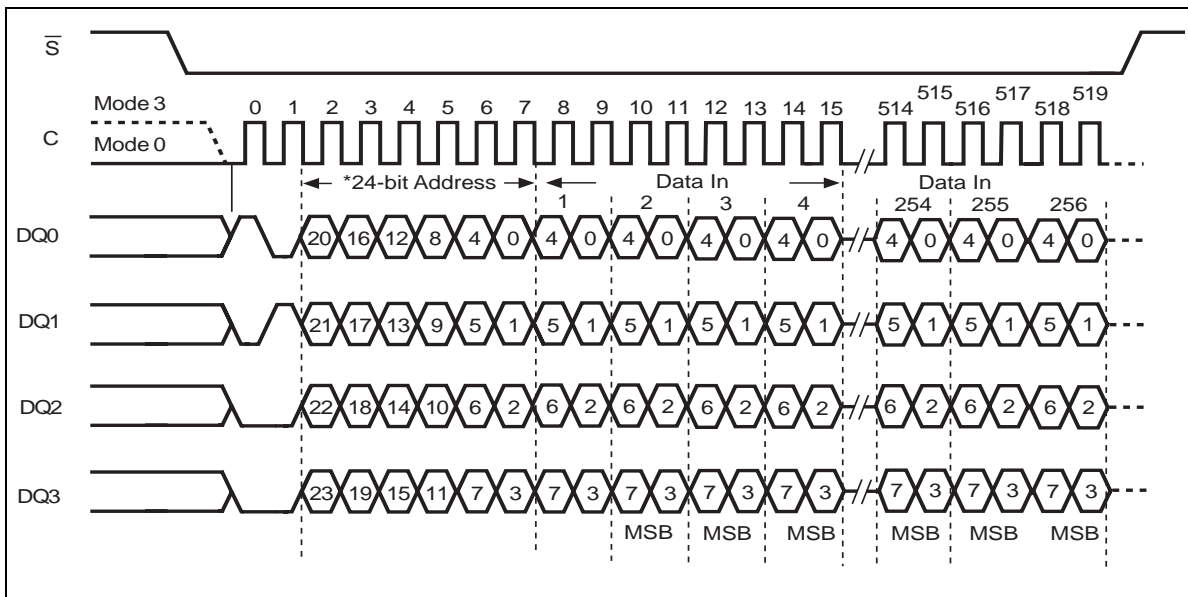 S
Mode 3
0 1 2 3 4 5 6 7 8 9 10 11 12 13 14 15 514 515 516 517 518 519
C
Mode 0
*24-bit Address Data In Data In
1 2 3 4 254 255 256
DQ0 20 16 12 8 4 0 4 0 4 0 4 0 4 0 4 0 4 0 4 0
DQ1 21 17 13 9 5 1 5 1 5 1 5 1 5 1 5 1 5 1 5 1
DQ2 22 18 14 10 6 2 6 2 6 2 6 2 6 2 6 2 6 2 6 2
DQ3 23 19 15 11 7 3 7 3 7 3 7 3 7 3 7 3 7 3 7 3
MSB MSB MSB MSB MSB MSB